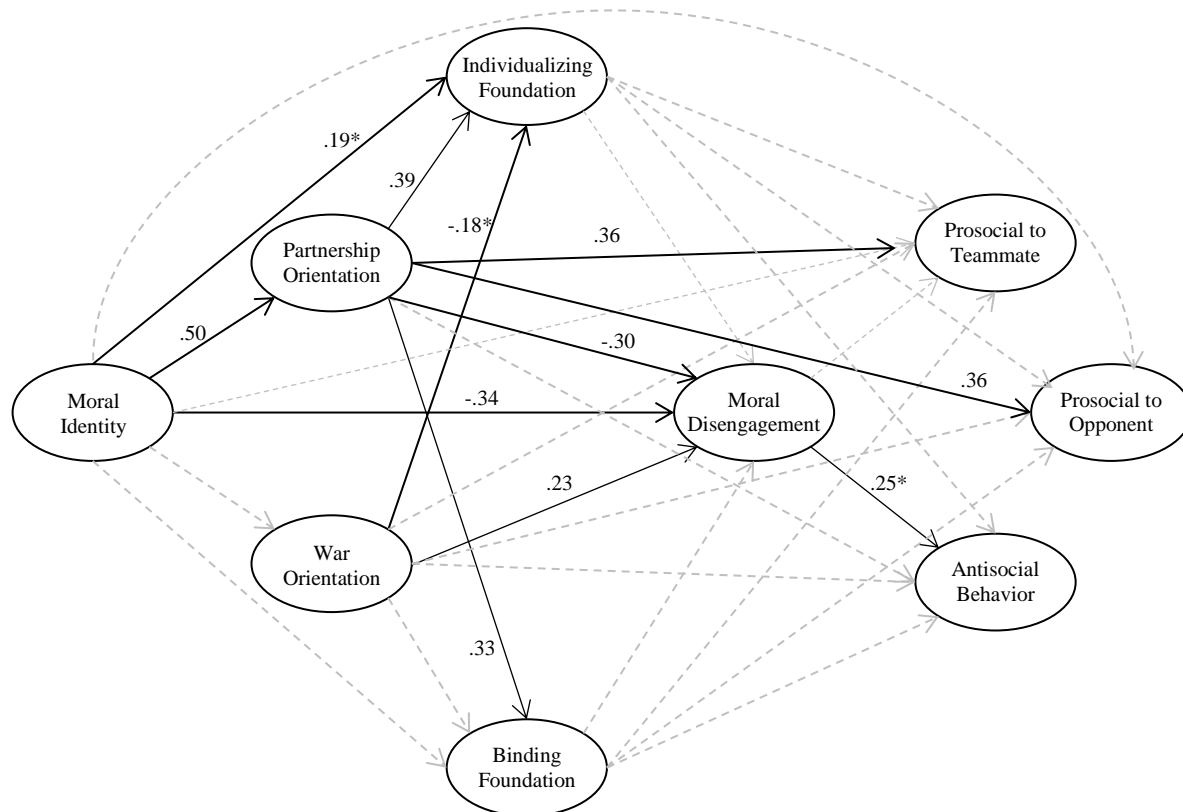 Individualizing
Foundation
.19*
.39
-.18*
Partnership
Orientation
.36
Prosocial to
Teammate
.50
-.30
Moral
Identity
-.34
Moral
Disengagement
.36
Prosocial to
Opponent
.23
.25*
War
Orientation
Antisocial
Behavior
.33
Binding
Foundation